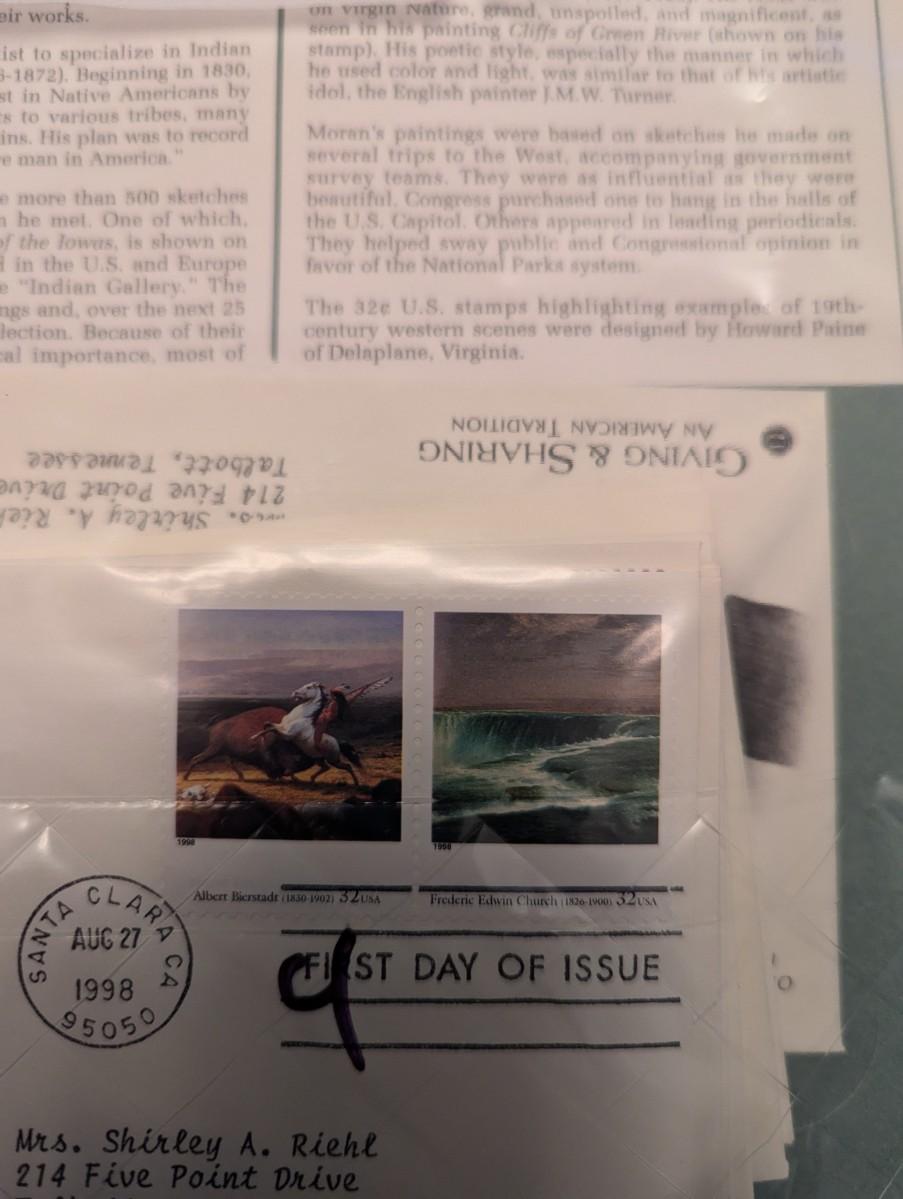 eir works.
ist to specialize in Indian
6-1872). Beginning in 1830,
st in Native Americans by
s to various tribes, many
ins. His plan was to record
e man in America."
e more than 500 sketches
n he met. One of which,
of the Iowas, is shown on
d in the U.S. and Europe
e "Indian Gallery." The
ngs and, over the next 25
lection. Because of their
cal importance, most of
on virgin Nature, grand, unspoiled, and magnificent, as
seen in his painting Cliffs of Green River (shown on his
stamp). His poetic style, especially the manner in which
he used color and light, was similar to that of his artistic
idol, the English painter J.M.W. Turner.
Moran's paintings were based on sketches he made on
several trips to the West, accompanying government
survey teams. They were as influential as they were
beautiful. Congress purchased one to hang in the halls of
the U.S. Capitol. Others appeared in leading periodicals.
They helped sway public and Congressional opinion in
favor of the National Parks system.
The 32¢ U.S. stamps highlighting examples of 19th-
century western scenes were designed by Howard Paine
of Delaplane, Virginia.
GIVING & SHARING
AN AMERICAN TRADITION
Mrs. Shirley A. Rieh
214 Five Point Drive
Talbott, Tennessee
1998
1998
Albert Bierstadt (1830-1902) 32USA
Frederic Edwin Church (1826-1900) 32USA
SANTA CLARA CA
AUG 27
1998
95050
FIRST DAY OF ISSUE
9
Mrs. Shirley A. Riehl
214 Five Point Drive